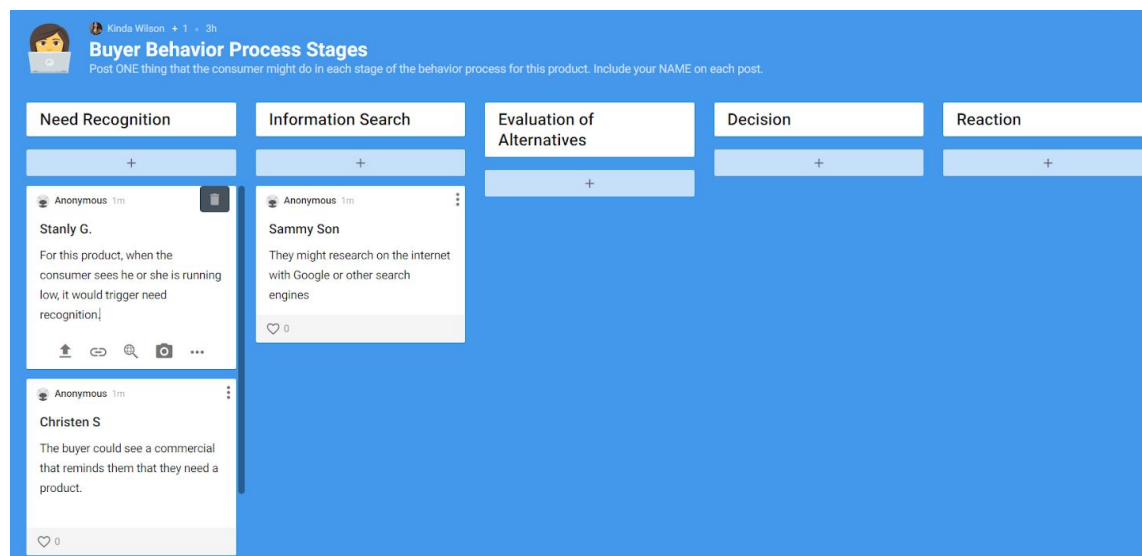 Kinda Wilson + 1 • 3h
Buyer Behavior Process Stages
Post ONE thing that the consumer might do in each stage of the behavior process for this product. Include your NAME on each post.
Need Recognition
+
Anonymous 1m
Stanly G.
For this product, when the
consumer sees he or she is running
low, it would trigger need
recognition.
Anonymous 1m
Christen S
The buyer could see a commercial
that reminds them that they need a
product.
0
Information Search
+
Anonymous 1m
Sammy Son
They might research on the internet
with Google or other search
engines
0
Evaluation of
Alternatives
+
Decision
+
Reaction
+